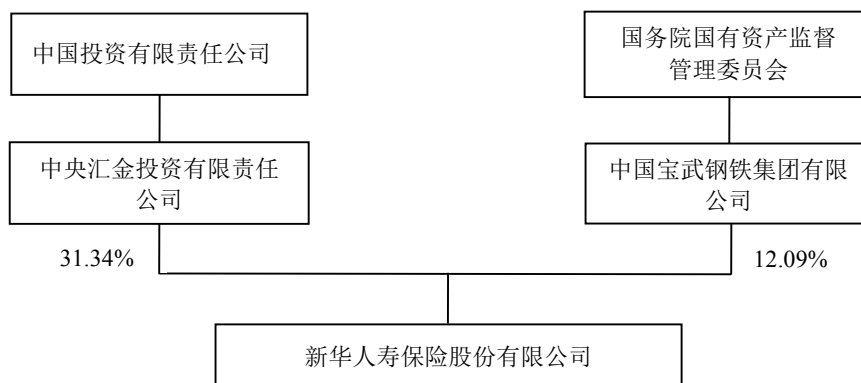 中国投资有限责任公司
国务院国有资产监督
管理委员会
中央汇金投资有限责任
公司
中国宝武钢铁集团有限
公司
31.34%
12.09%
新华人寿保险股份有限公司